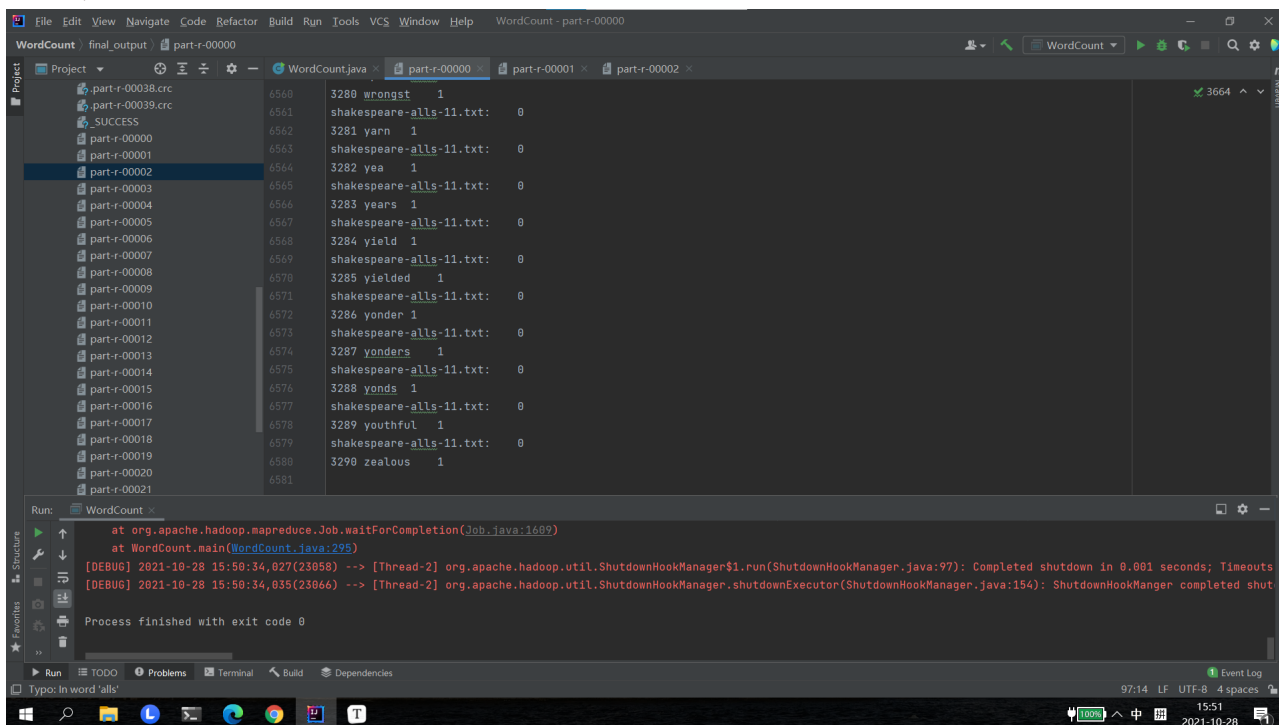 File Edit View Navigate Code Refactor Build Run Tools VCS Window Help WordCount - part-r-00000
WordCount final_output part-r-00000 WordCount
Project WordCount.java part-r-00000 part-r-00001 part-r-00002
.part-r-00038.crc
.part-r-00039.crc
_SUCCESS
part-r-00000
part-r-00001
part-r-00002
part-r-00003
part-r-00004
part-r-00005
part-r-00006
part-r-00007
part-r-00008
part-r-00009
part-r-00010
part-r-00011
part-r-00012
part-r-00013
part-r-00014
part-r-00015
part-r-00016
part-r-00017
part-r-00018
part-r-00019
part-r-00020
part-r-00021
6560 3280 wrongst 1
3664
6561 shakespeare-alls-11.txt: 0
6562 3281 yarn 1
6563 shakespeare-alls-11.txt: 0
6564 3282 yea 1
6565 shakespeare-alls-11.txt: 0
6566 3283 years 1
6567 shakespeare-alls-11.txt: 0
6568 3284 yield 1
6569 shakespeare-alls-11.txt: 0
6570 3285 yielded 1
6571 shakespeare-alls-11.txt: 0
6572 3286 yonder 1
6573 shakespeare-alls-11.txt: 0
6574 3287 yonders 1
6575 shakespeare-alls-11.txt: 0
6576 3288 yonds 1
6577 shakespeare-alls-11.txt: 0
6578 3289 youthful 1
6579 shakespeare-alls-11.txt: 0
6580 3290 zealous 1
6581
Run: WordCount
at org.apache.hadoop.mapreduce.Job.waitForCompletion(Job.java:1609)
at WordCount.main(WordCount.java:295)
[DEBUG] 2021-10-28 15:50:34,027(23058) --> [Thread-2] org.apache.hadoop.util.ShutdownHookManager$1.run(ShutdownHookManager.java:97): Completed shutdown in 0.001 seconds; Timeouts
[DEBUG] 2021-10-28 15:50:34,035(23066) --> [Thread-2] org.apache.hadoop.util.ShutdownHookManager.shutdownExecutor(ShutdownHookManager.java:154): ShutdownHookManger completed shut
Process finished with exit code 0
Structure
Favorites
Run TODO Problems Terminal Build Dependencies 1 Event Log
Typo: In word 'alls' 97:14 LF UTF-8 4 spaces
100% 中 拼 15:51
2021-10-28